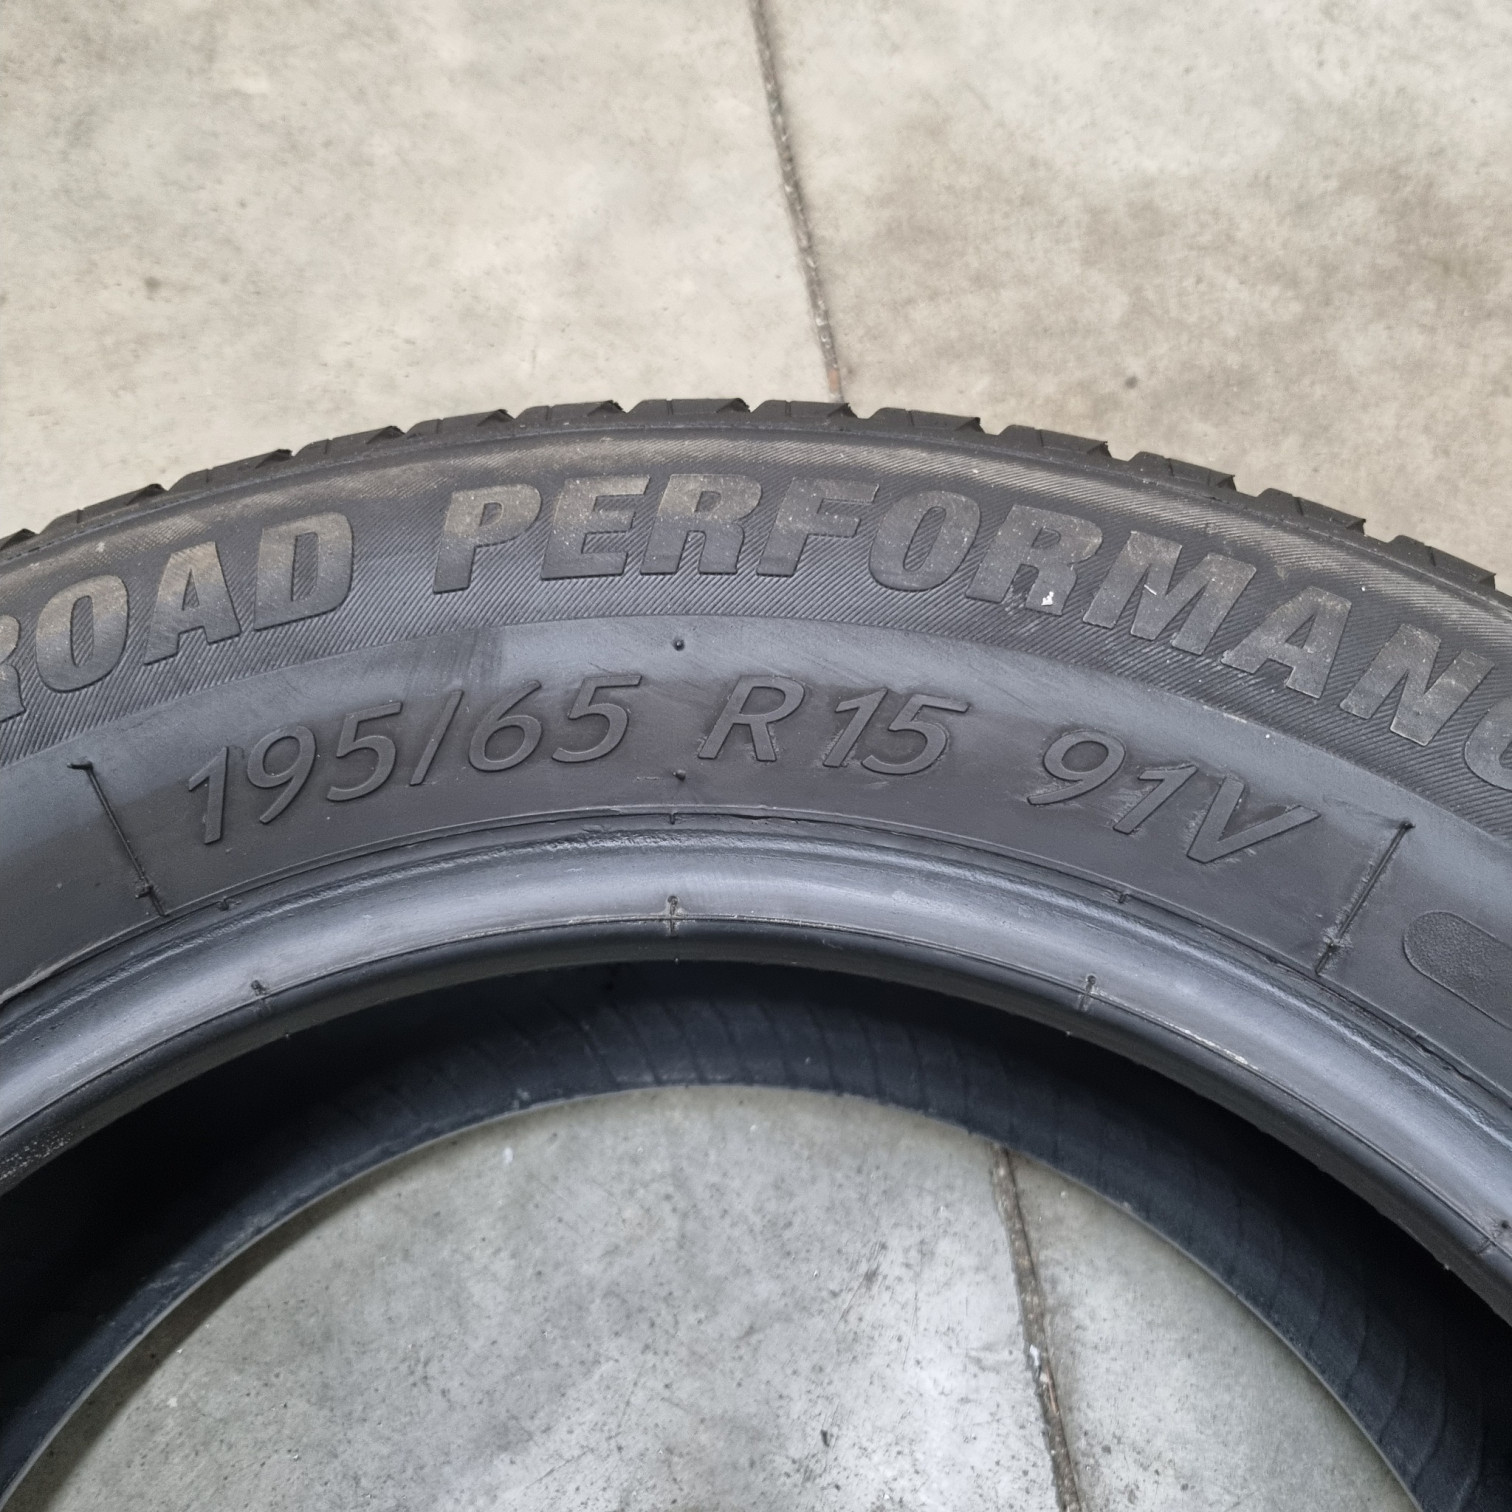 ROAD PERFORMANC
195/65 R15 91V